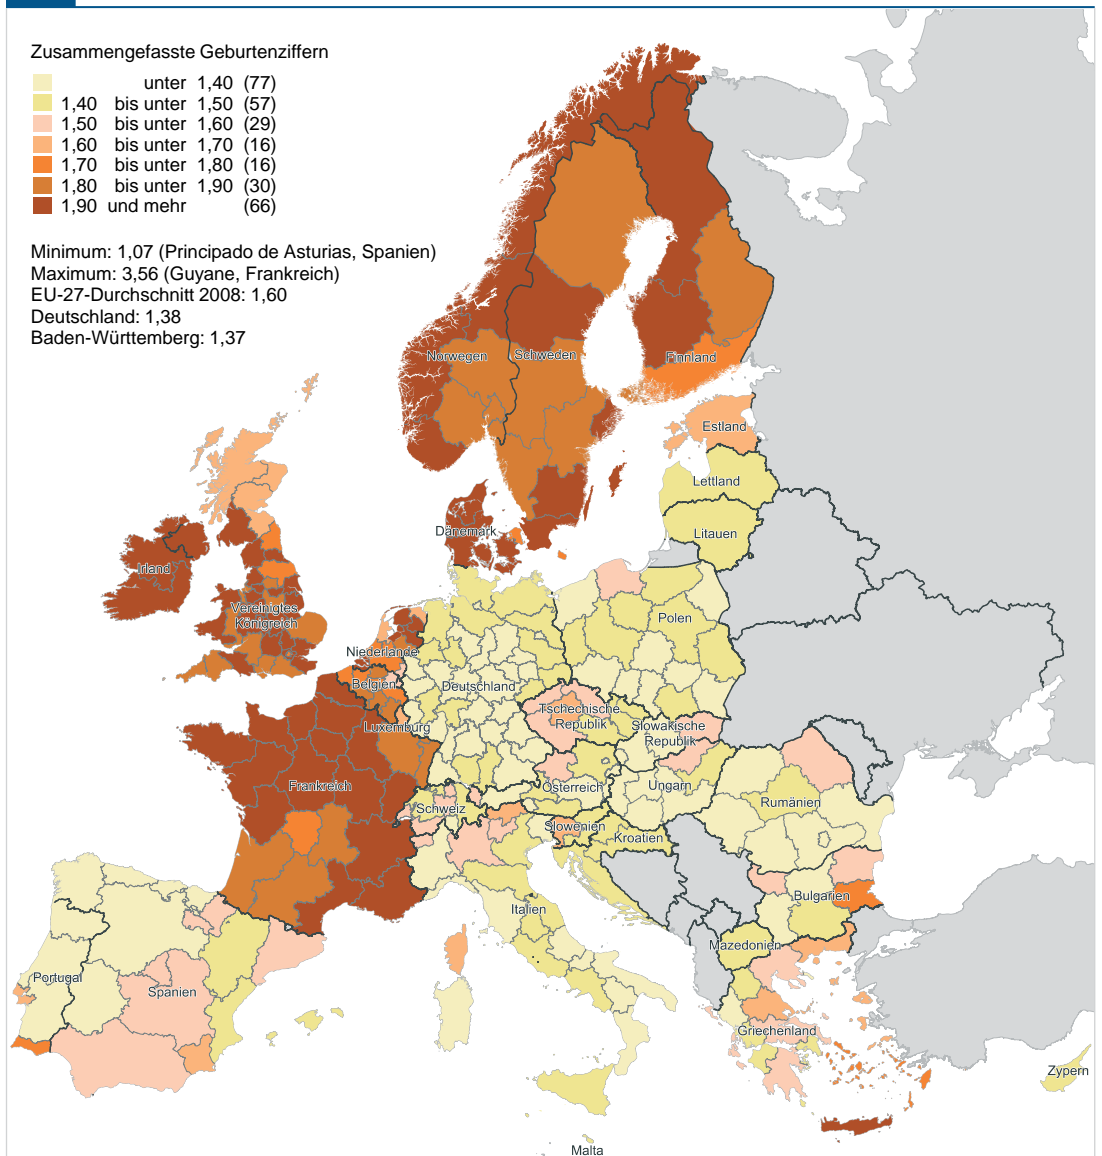 Zusammengefasste Geburtenziffern
unter 1,40 (77)
1,40 bis unter 1,50 (57)
1,50 bis unter 1,60 (29)
1,60 bis unter 1,70 (16)
1,70 bis unter 1,80 (16)
1,80 bis unter 1,90 (30)
1,90 und mehr (66)
Minimum: 1,07 (Principado de Asturias, Spanien)
Maximum: 3,56 (Guyane, Frankreich)
EU-27-Durchschnitt 2008: 1,60
Deutschland: 1,38
Baden-Württemberg: 1,37
Norwegen
Schweden
Finnland
Estland
Lettland
Litauen
Dänemark
Irland
Vereinigtes
Königreich
Polen
Niederlande
Belgien
Deutschland
Luxemburg
Tschechische
Republik
Slowakische
Republik
Frankreich
Schweiz
Österreich
Ungarn
Rumänien
Slowenien
Kroatien
Bulgarien
Italien
Mazedonien
Portugal
Spanien
Griechenland
Zypern
Malta